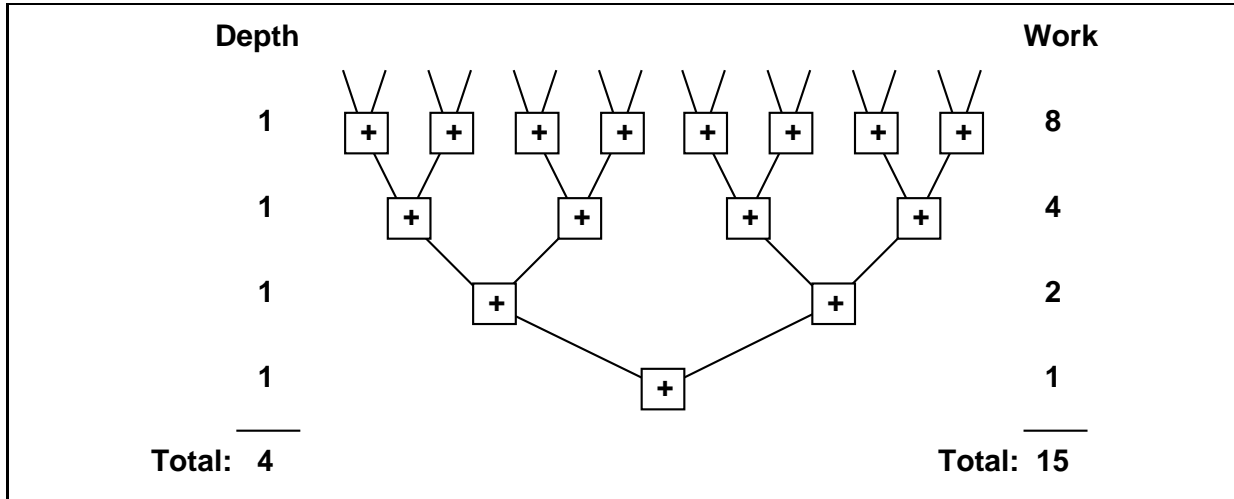 Depth Work
1 + + + + + + + + 8
1 + + + + 4
1 + + 2
1 + 1
Total: 4 Total: 15